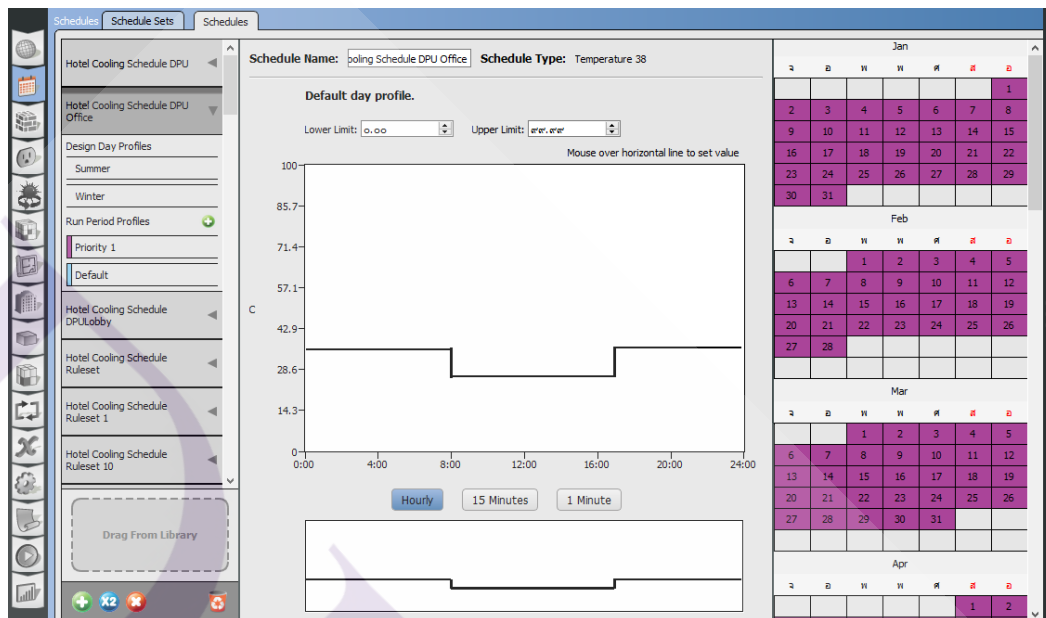 Schedules Schedule Sets Schedules
Hotel Cooling Schedule DPU
Hotel Cooling Schedule DPU
Office
Design Day Profiles
Summer
Winter
Run Period Profiles
Priority 1
Default
Hotel Cooling Schedule
DPULobby
Hotel Cooling Schedule
Ruleset
Hotel Cooling Schedule
Ruleset 1
Hotel Cooling Schedule
Ruleset 10
Drag From Library
X2
Schedule Name: ooling Schedule DPU Office Schedule Type: Temperature 38
Default day profile.
Lower Limit: ๐.๐๐ Upper Limit: ๙๙.๙๙
Mouse over horizontal line to set value
100
85.7
71.4
57.1
C
42.9
28.6
14.3
0
0:00 4:00 8:00 12:00 16:00 20:00 24:00
Hourly 15 Minutes 1 Minute
Jan
จ อ พ พ ศ ส อ
1
2 3 4 5 6 7 8
9 10 11 12 13 14 15
16 17 18 19 20 21 22
23 24 25 26 27 28 29
30 31
Feb
จ อ พ พ ศ ส อ
1 2 3 4 5
6 7 8 9 10 11 12
13 14 15 16 17 18 19
20 21 22 23 24 25 26
27 28
Mar
จ อ พ พ ศ ส อ
1 2 3 4 5
6 7 8 9 10 11 12
13 14 15 16 17 18 19
20 21 22 23 24 25 26
27 28 29 30 31
Apr
จ อ พ พ ศ ส อ
1 2